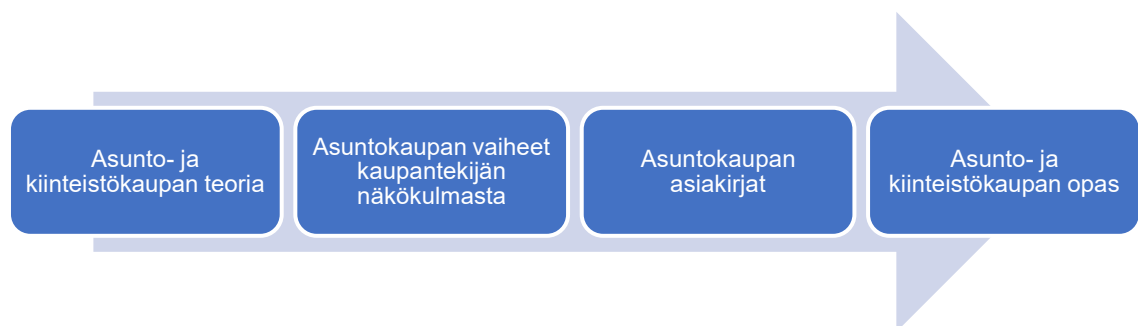 Asunto- ja
kiinteistökaupan teoria
Asuntokaupan vaiheet
kaupantekijän
näkökulmasta
Asuntokaupan
asiakirjat
Asunto- ja
kiinteistökaupan opas